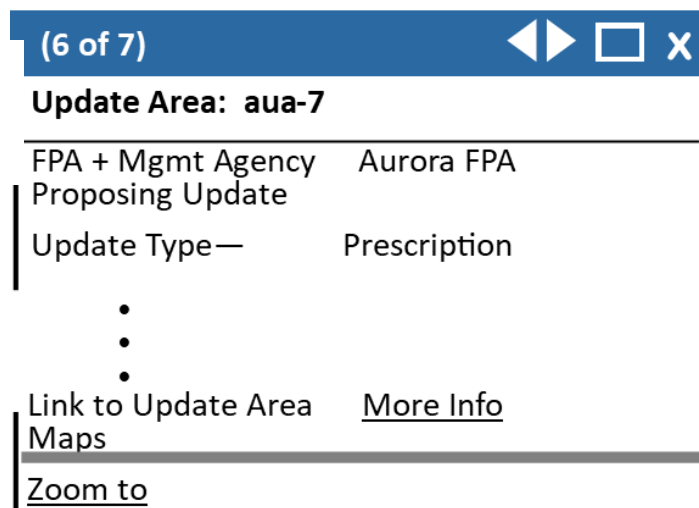 (6 of 7) X
Update Area: aua-7
FPA + Mgmt Agency Aurora FPA
Proposing Update
Update Type— Prescription
•
•
•
Link to Update Area More Info
Maps
Zoom to